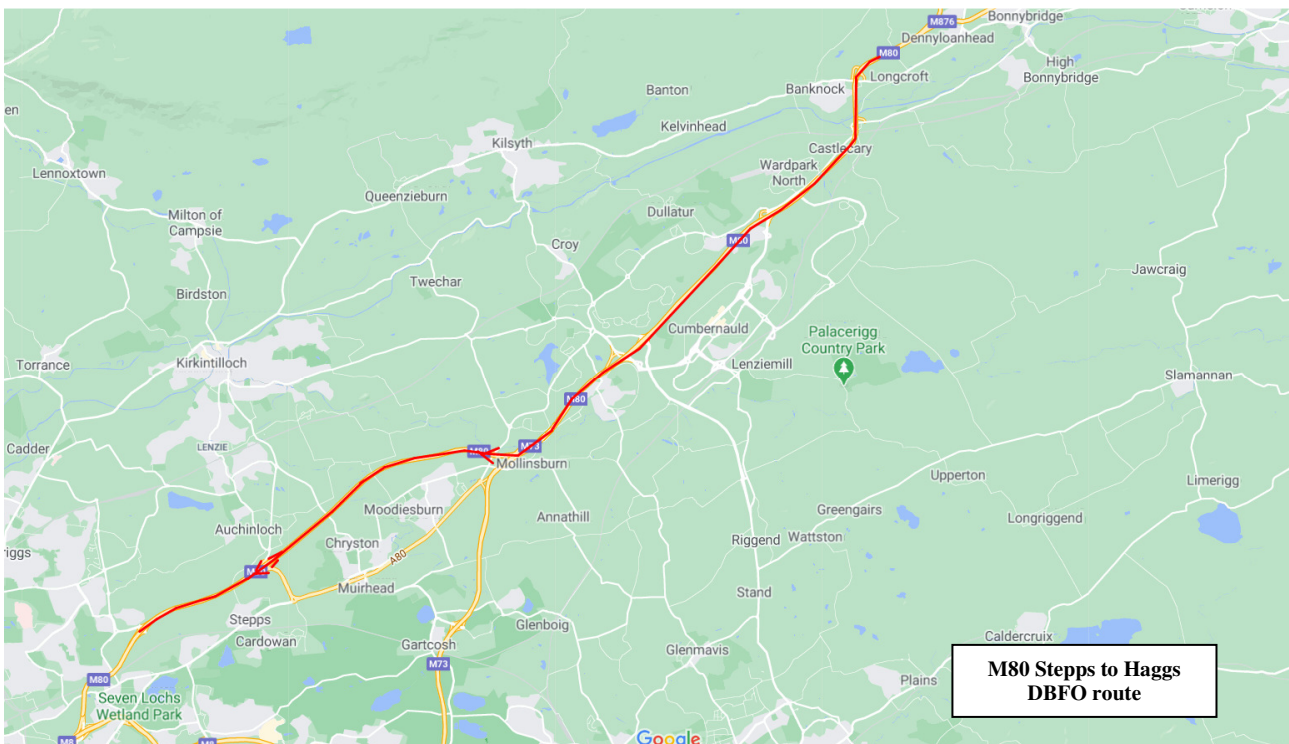 M876
Bonnybridge
Dennyloanhead
M80
High
Bonnybridge
Longcroft
Banton
Banknock
Kelvinhead
Kilsyth
Castlecary
Wardpark
North
Lennoxtown
Queenzieburn
Milton of
Campsie
Dullatur
M80
Croy
Jawcraig
Twechar
Birdston
Cumbernauld
Palacerigg
Country Park
Torrance
Kirkintilloch
Lenziemill
Slamannan
M80
Cadder
LENZIE
M80
M73
Mollinsburn
Upperton
Limerigg
Moodiesburn
Greengairs
Annathill
Longriggend
Auchinloch
Riggend
Wattston
riggs
Chryston
A80
M80
Muirhead
Stand
Stepps
Glenboig
Cardowan
Gartcosh
Caldercruix
Glenmavis
M73
M80
Plains
Seven Lochs
Wetland Park
M8
M8
Google
M80 Stepps to Haggs
DBFO route